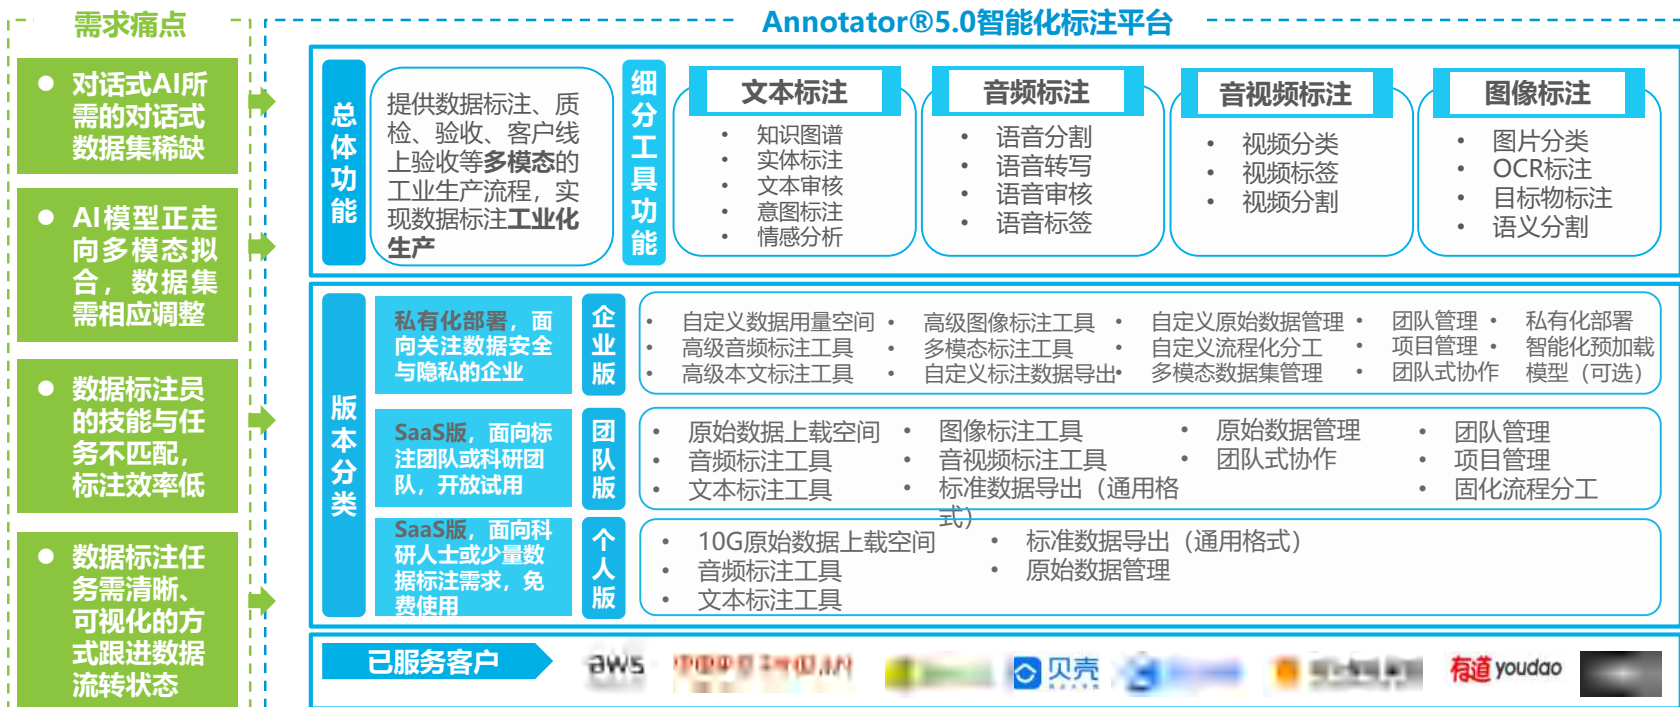 需求痛点
对话式AI所
需的对话式
数据集稀缺
AI模型正走
向多模态拟
合，数据集
需相应调整
数据标注员
的技能与任
务不匹配，
标注效率低
数据标注任
务需清晰、
可视化的方
式跟进数据
流转状态
Annotator®5.0智能化标注平台
总体功能
提供数据标注、质
检、验收、客户线
上验收等多模态的
工业生产流程，实
现数据标注工业化
生产
细分工具功能
文本标注
知识图谱
实体标注
文本审核
意图标注
情感分析
音频标注
语音分割
语音转写
语音审核
语音标签
音视频标注
视频分类
视频标签
视频分割
图像标注
图片分类
OCR标注
目标物标注
语义分割
版本分类
私有化部署，面
向关注数据安全
与隐私的企业
企业版
自定义数据用量空间
高级音频标注工具
高级本文标注工具
高级图像标注工具
多模态标注工具
自定义标注数据导出
自定义原始数据管理
自定义流程化分工
多模态数据集管理
团队管理
项目管理
团队式协作
私有化部署
智能化预加载
模型（可选）
SaaS版，面向标
注团队或科研团
队，开放试用
团队版
原始数据上载空间
音频标注工具
文本标注工具
图像标注工具
音视频标注工具
标准数据导出（通用格
式）
原始数据管理
团队式协作
团队管理
项目管理
固化流程分工
SaaS版，面向科
研人士或少量数
据标注需求，免
费使用
个人版
10G原始数据上载空间
音频标注工具
文本标注工具
标准数据导出（通用格式）
原始数据管理
已服务客户
aws
贝壳
有道 youdao